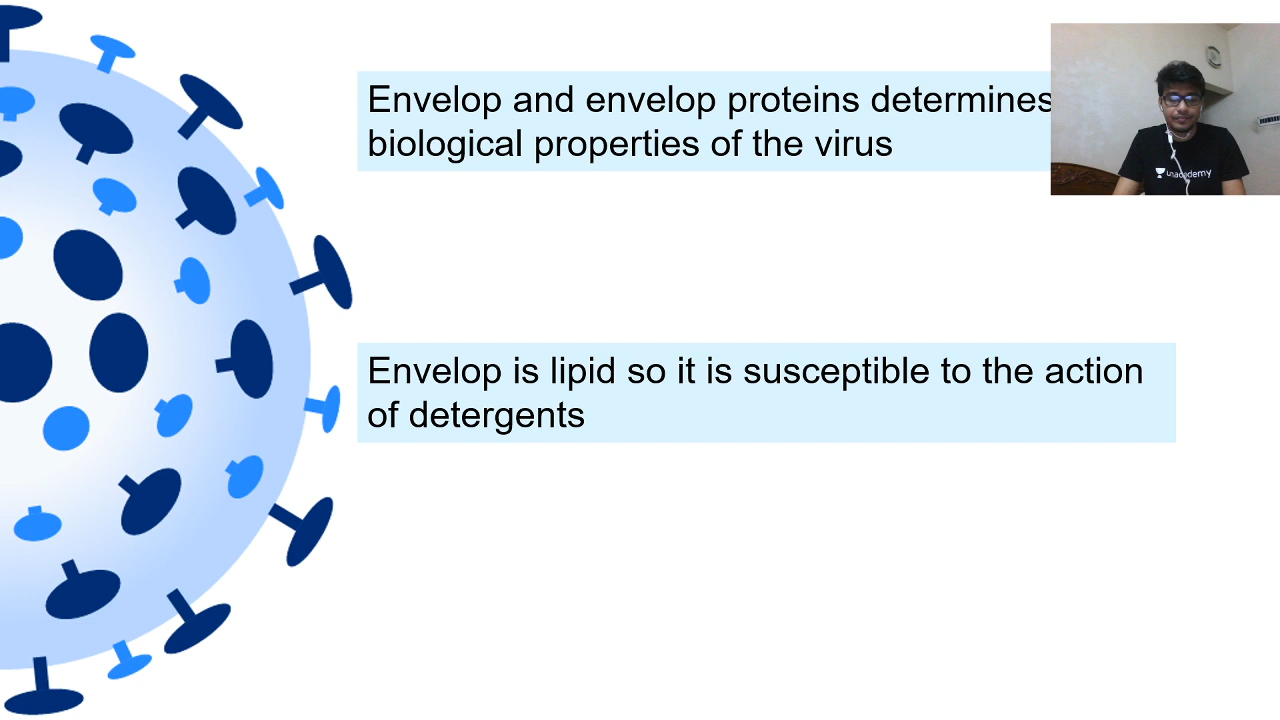 Envelop and envelop proteins determines
biological properties of the virus
unacademy
Envelop is lipid so it is susceptible to the action
of detergents